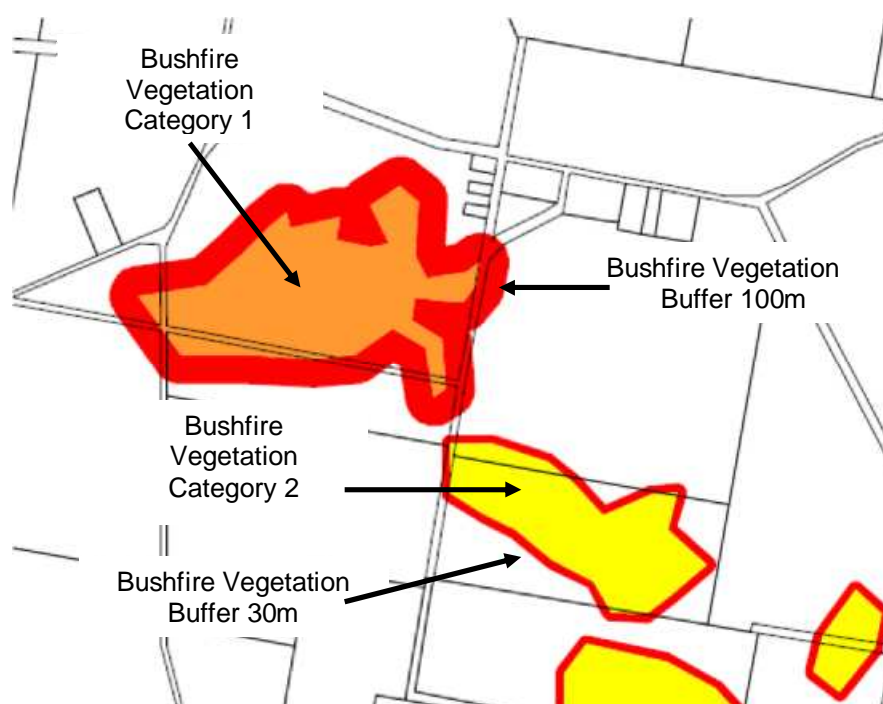 Bushfire
Vegetation
Category 1
Bushfire Vegetation
Buffer 100m
Bushfire
Vegetation
Category 2
Bushfire Vegetation
Buffer 30m